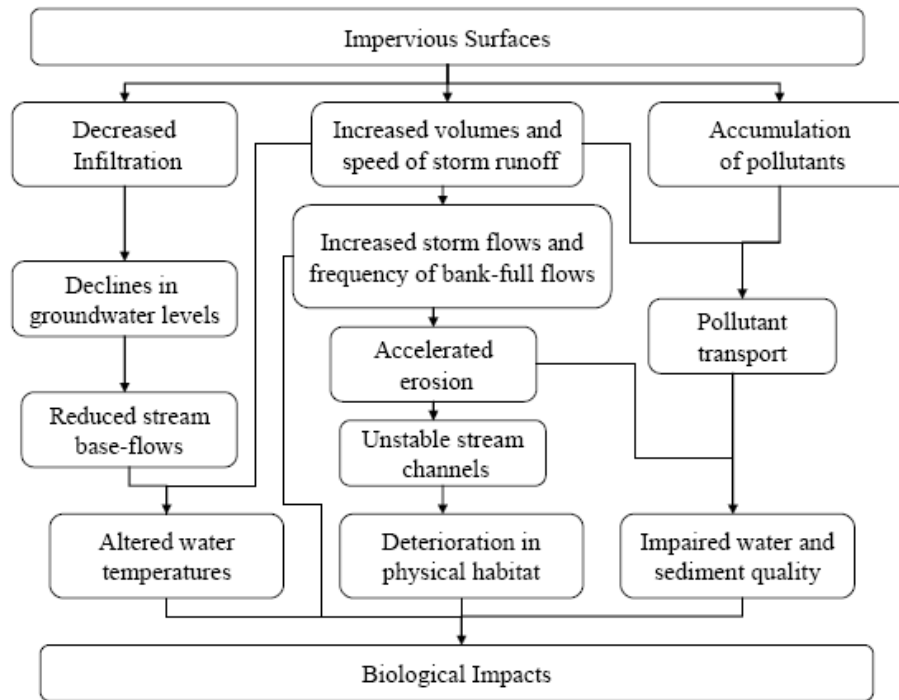 Impervious Surfaces
Decreased
Infiltration
Increased volumes and
speed of storm runoff
Accumulation
of pollutants
Increased storm flows and
frequency of bank-full flows
Declines in
groundwater levels
Pollutant
transport
Accelerated
erosion
Reduced stream
base-flows
Unstable stream
channels
Altered water
temperatures
Deterioration in
physical habitat
Impaired water and
sediment quality
Biological Impacts